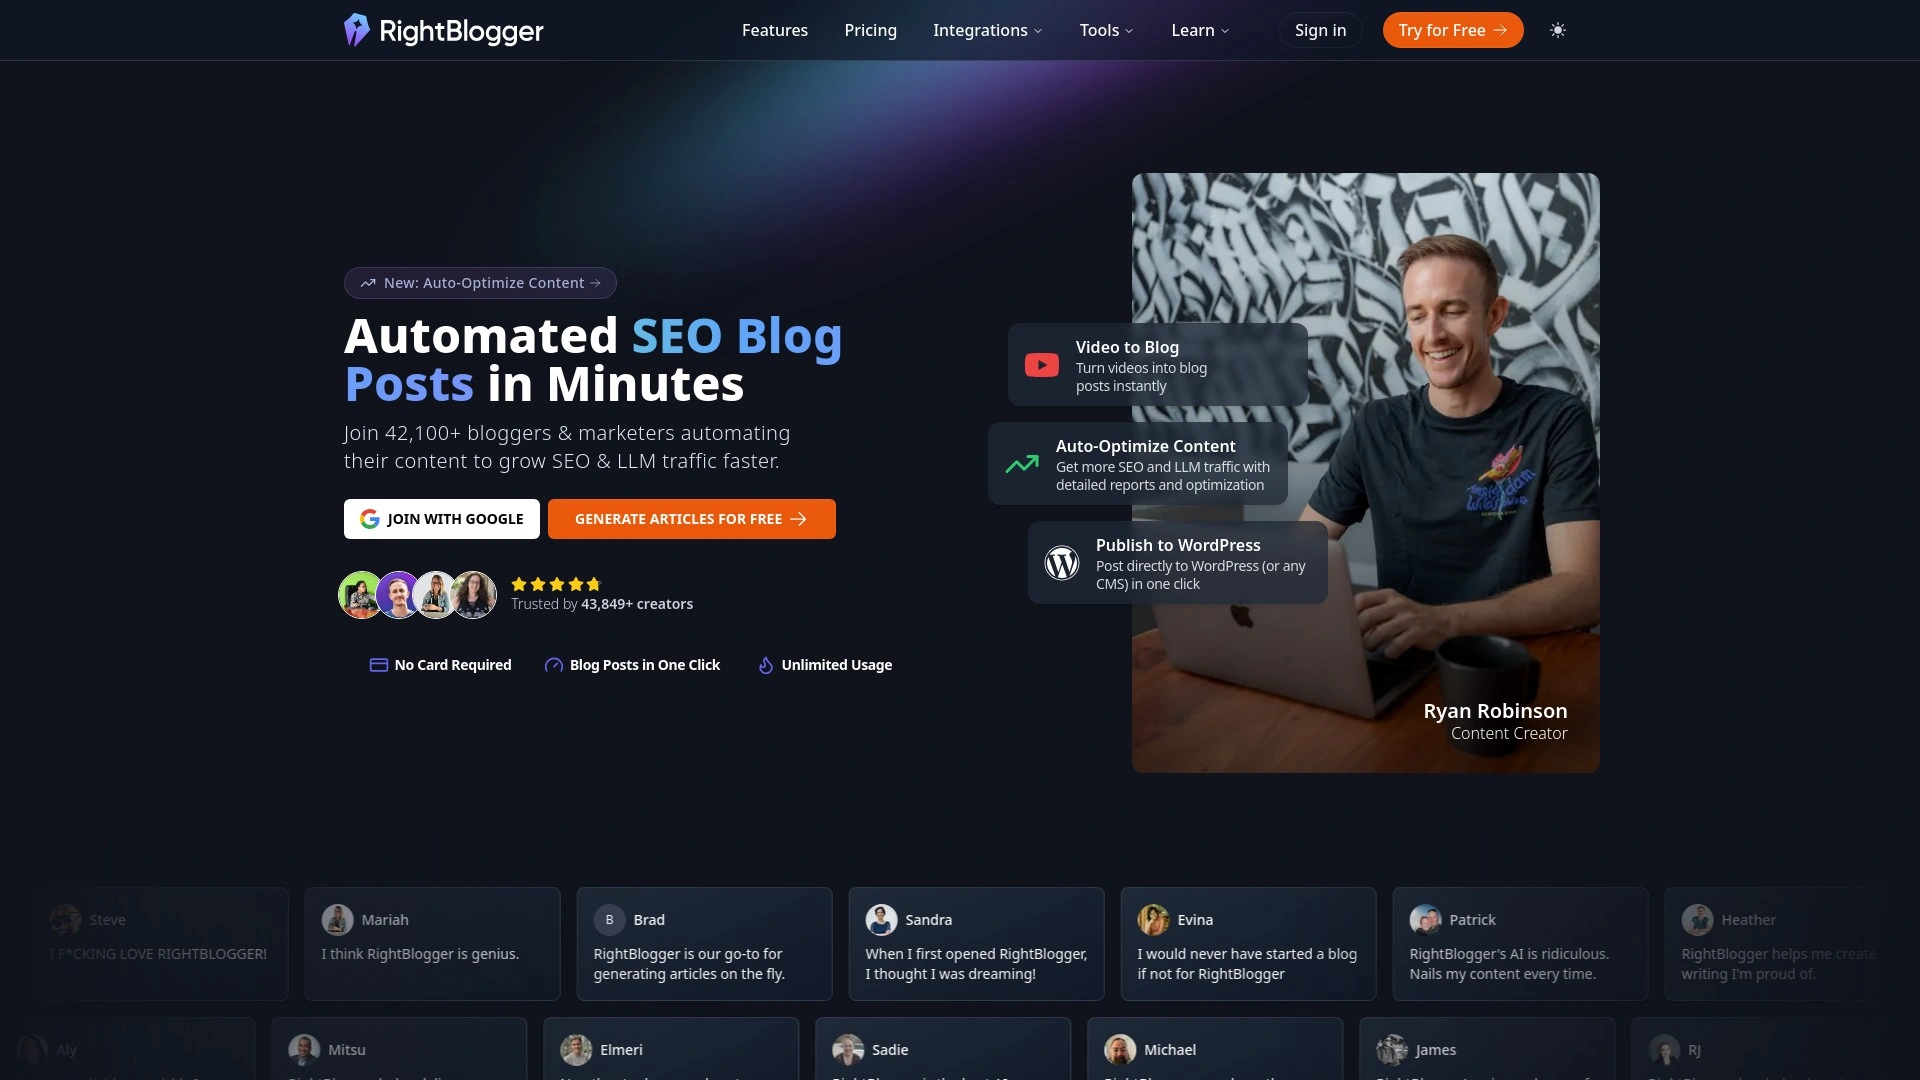 RightBlogger
Features
Pricing
Integrations
Tools
Learn
Sign in
Try for Free
New: Auto-Optimize Content
Automated SEO Blog
Posts in Minutes
Join 42,100+ bloggers & marketers automating
their content to grow SEO & LLM traffic faster.
JOIN WITH GOOGLE
GENERATE ARTICLES FOR FREE
Trusted by 43,849+ creators
No Card Required
Blog Posts in One Click
Unlimited Usage
Video to Blog
Turn videos into blog
posts instantly
Auto-Optimize Content
Get more SEO and LLM traffic with
detailed reports and optimization
Publish to WordPress
Post directly to WordPress (or any
CMS) in one click
Ryan Robinson
Content Creator
Steve
I F*CKING LOVE RIGHTBLOGGER!
Mariah
I think RightBlogger is genius.
B
Brad
RightBlogger is our go-to for
generating articles on the fly.
Sandra
When I first opened RightBlogger,
I thought I was dreaming!
Evina
I would never have started a blog
if not for RightBlogger
Patrick
RightBlogger's AI is ridiculous.
Nails my content every time.
Heather
RightBlogger helps me create
writing I'm proud of.
Aly
Mitsu
Elmeri
Sadie
Michael
James
RJ